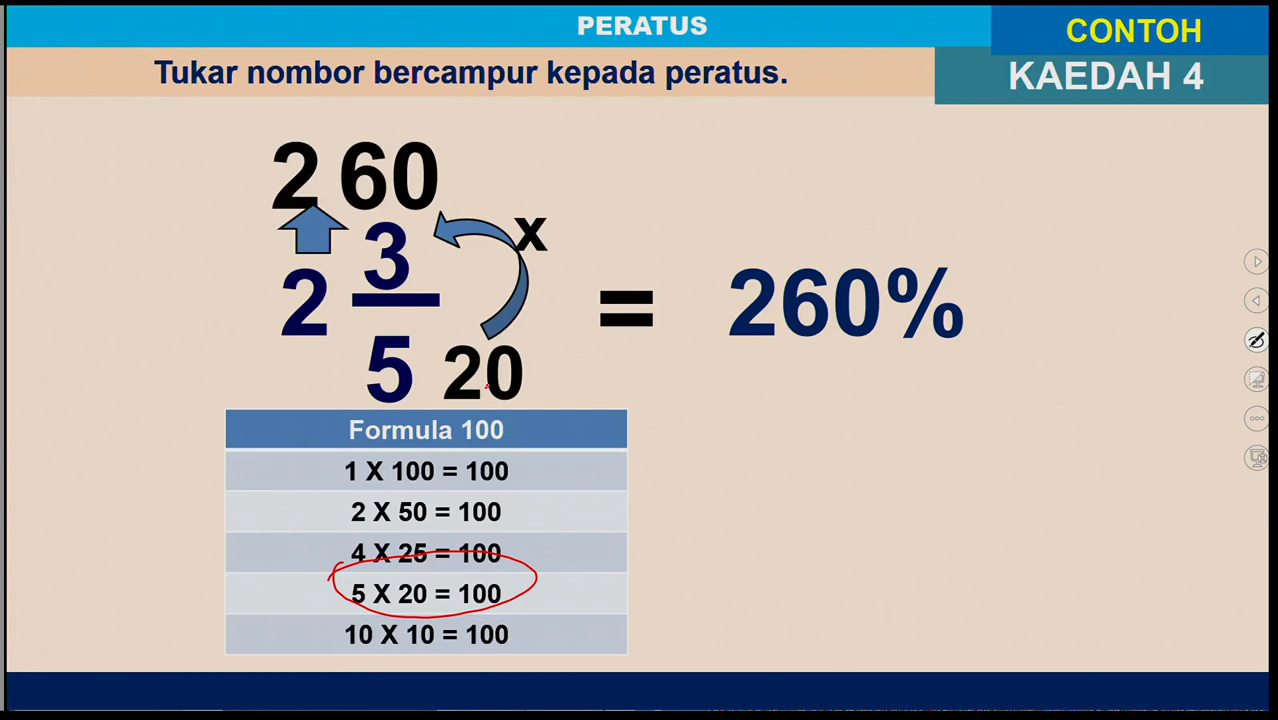 PERATUS
CONTOH
Tukar nombor bercampur kepada peratus.
KAEDAH 4
2 60
x
2 3/5 20 = 260%
Formula 100
1 X 100 = 100
2 X 50 = 100
4 X 25 = 100
5 X 20 = 100
10 X 10 = 100